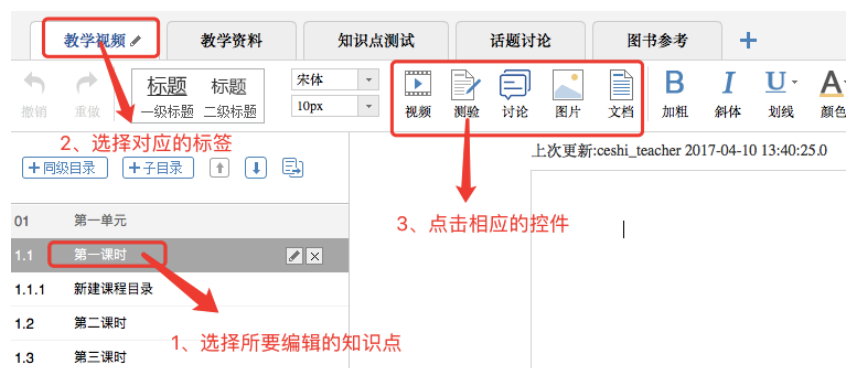 教学视频 教学资料 知识点测试 话题讨论 图书参考
标题 标题 宋体
撤销 重做 一级标题 二级标题 10px 视频 测验 讨论 图片 文档 B 加粗 I 斜体 U 划线 A 颜色
2、选择对应的标签
上次更新:ceshi_teacher 2017-04-10 13:40:25.0
+同级目录 +子目录
3、点击相应的控件
01 第一单元
1.1 第一课时
1.1.1 新建课程目录
1.2 第二课时
1、选择所要编辑的知识点
1.3 第三课时